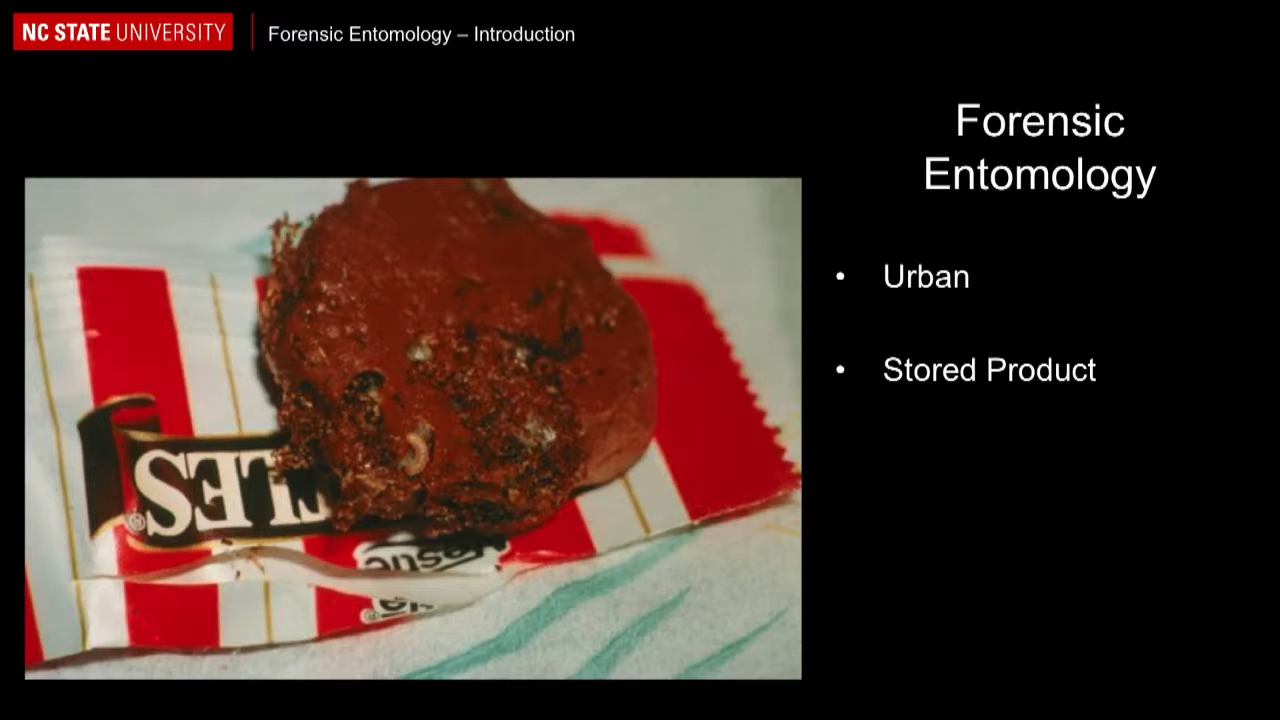 NC STATE UNIVERSITY
Forensic Entomology – Introduction
Forensic
Entomology
• Urban
• Stored Product